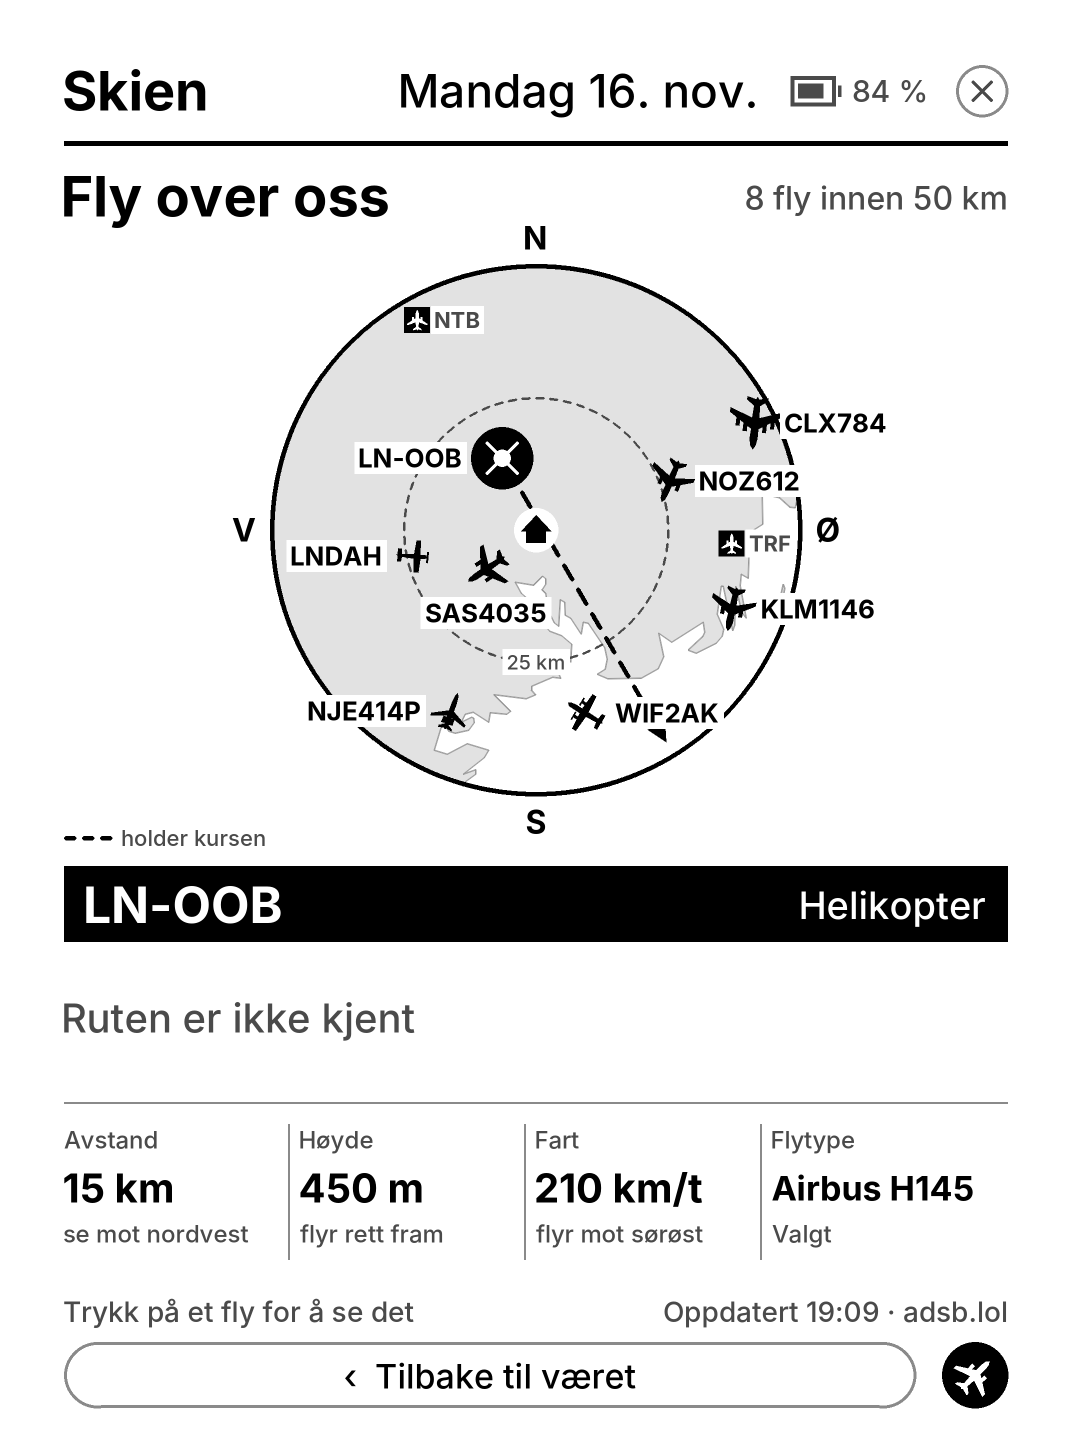 Skien
Mandag 16. nov.
84 %
Fly over oss
8 fly innen 50 km
N
NTB
CLX784
LN-OOB
NOZ612
V
Ø
TRF
LNDAH
SAS4035
KLM1146
25 km
NJE414P
WIF2AK
S
holder kursen
LN-OOB
Helikopter
Ruten er ikke kjent
Avstand
Høyde
Fart
Flytype
15 km
450 m
210 km/t
Airbus H145
se mot nordvest
flyr rett fram
flyr mot sørøst
Valgt
Trykk på et fly for å se det
Oppdatert 19:09 · adsb.lol
‹ Tilbake til været